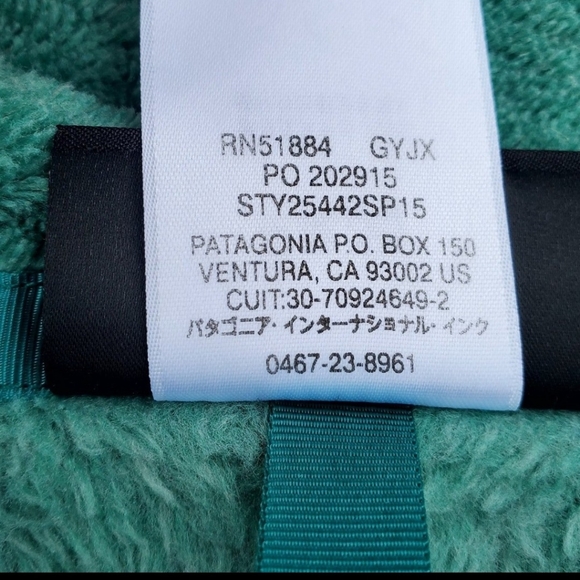 RN51884 GYJX
PO 202915
STY25442SP15
PATAGONIA P.O. BOX 150
VENTURA, CA 93002 US
CUIT:30-70924649-2
パタゴニア・インターナショナル・インク
0467-23-8961